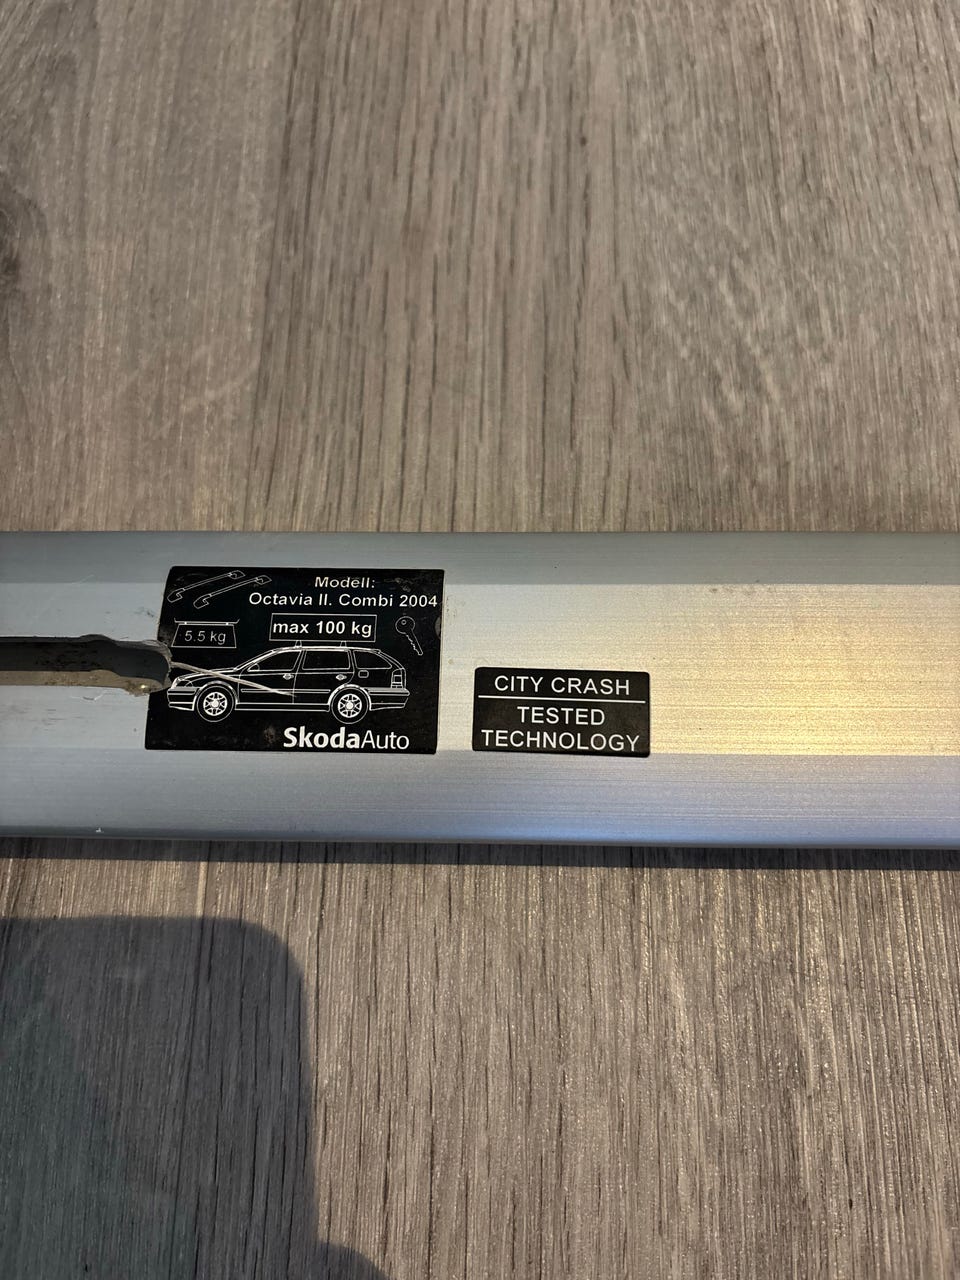 Modell:
Octavia II. Combi 2004
5.5 kg
max 100 kg
SkodaAuto
CITY CRASH
TESTED
TECHNOLOGY